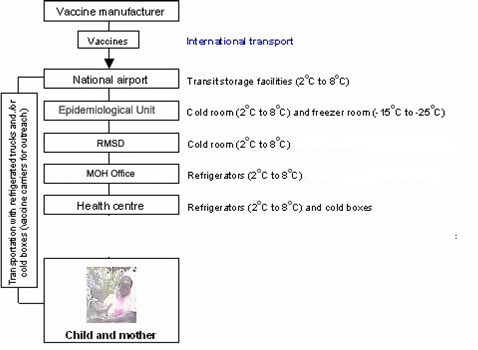 Vaccine manufacturer
Vaccines
International transport
National airport
Transit storage facilities (2°C to 8°C)
Epidemiological Unit
Cold room (2°C to 8°C) and freezer room (-15°C to -25°C)
RMSD
Cold room (2°C to 8°C)
MOH Office
Refrigerators (2°C to 8°C)
Health centre
Refrigerators (2°C to 8°C) and cold boxes
:
Transportation with refrigerated trucks and /or
cold boxes (vaccine carriers for outreach)
Child and mother